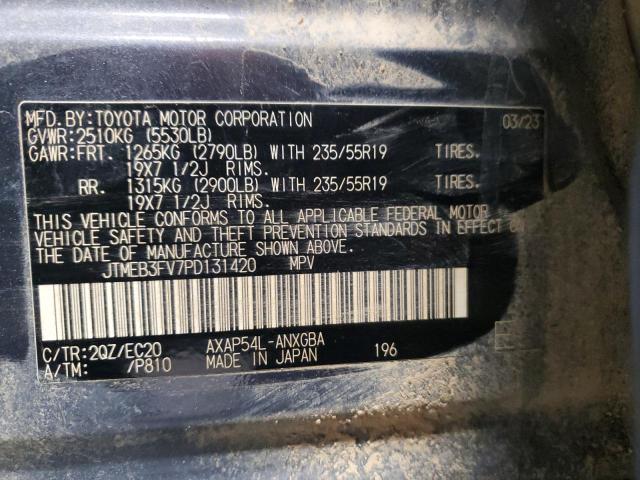 MFD.BY:TOYOTA MOTOR CORPORATION 03/23
GVWR:2510KG (5530LB)
GAWR:FRT. 1265KG (2790LB) WITH 235/55R19 TIRES.
19X7 1/2J RIMS.
RR. 1315KG (2900LB) WITH 235/55R19 TIRES.
19X7 1/2J RIMS.
THIS VEHICLE CONFORMS TO ALL APPLICABLE FEDERAL MOTOR
VEHICLE SAFETY AND THEFT PREVENTION STANDARDS IN EFFECT ON
THE DATE OF MANUFACTURE SHOWN ABOVE.
JTMEB3FV7PD131420 MPV
C/TR:2QZ/EC20 AXAP54L-ANXGBA
A/TM: /P810 MADE IN JAPAN 196